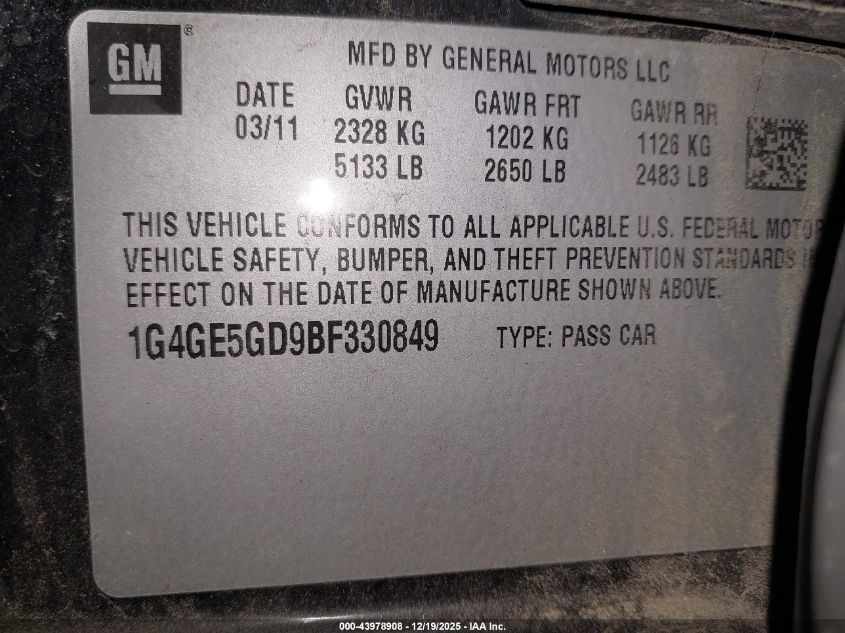 GM®
MFD BY GENERAL MOTORS LLC
DATE GVWR GAWR FRT GAWR RR
03/11 2328 KG 1202 KG 1126 KG
5133 LB 2650 LB 2483 LB
THIS VEHICLE CONFORMS TO ALL APPLICABLE U.S. FEDERAL MOTOR
VEHICLE SAFETY, BUMPER, AND THEFT PREVENTION STANDARDS IN
EFFECT ON THE DATE OF MANUFACTURE SHOWN ABOVE.
1G4GE5GD9BF330849 TYPE: PASS CAR
000-43978908 - 12/19/2025 - IAA Inc.